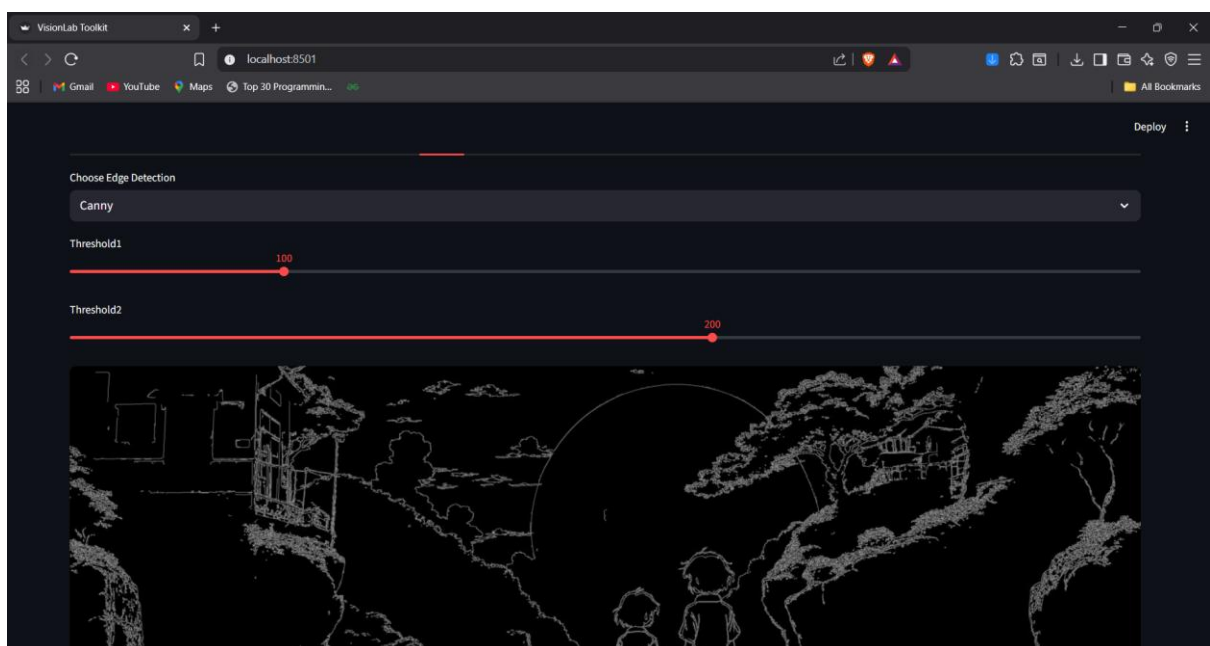 VisionLab Toolkit
localhost:8501
Gmail YouTube Maps Top 30 Programmin... All Bookmarks
Deploy
Choose Edge Detection
Canny
Threshold1
100
Threshold2
200